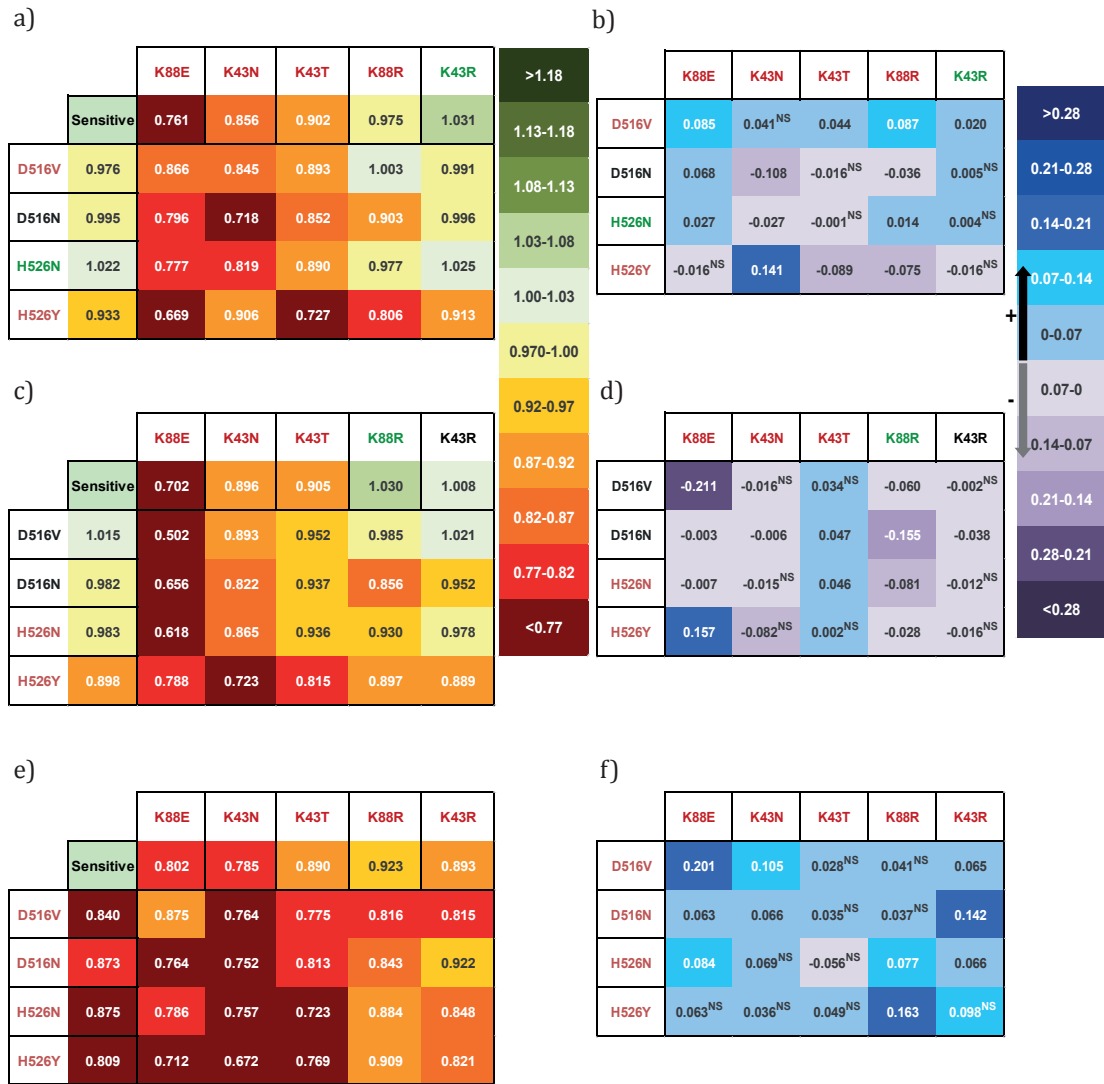 a)
K88E K43N K43T K88R K43R
Sensitive 0.761 0.856 0.902 0.975 1.031
D516V 0.976 0.866 0.845 0.893 1.003 0.991
D516N 0.995 0.796 0.718 0.852 0.903 0.996
H526N 1.022 0.777 0.819 0.890 0.977 1.025
H526Y 0.933 0.669 0.906 0.727 0.806 0.913
>1.18
1.13-1.18
1.08-1.13
1.03-1.08
1.00-1.03
0.970-1.00
0.92-0.97
0.87-0.92
0.82-0.87
0.77-0.82
<0.77
b)
K88E K43N K43T K88R K43R
D516V 0.085 0.041NS 0.044 0.087 0.020
D516N 0.068 -0.108 -0.016NS -0.036 0.005NS
H526N 0.027 -0.027 -0.001NS 0.014 0.004NS
H526Y -0.016NS 0.141 -0.089 -0.075 -0.016NS
>0.28
0.21-0.28
0.14-0.21
0.07-0.14
+
0-0.07
0.07-0
-
0.14-0.07
0.21-0.14
0.28-0.21
<0.28
c)
K88E K43N K43T K88R K43R
Sensitive 0.702 0.896 0.905 1.030 1.008
D516V 1.015 0.502 0.893 0.952 0.985 1.021
D516N 0.982 0.656 0.822 0.937 0.856 0.952
H526N 0.983 0.618 0.865 0.936 0.930 0.978
H526Y 0.898 0.788 0.723 0.815 0.897 0.889
d)
K88E K43N K43T K88R K43R
D516V -0.211 -0.016NS 0.034NS -0.060 -0.002NS
D516N -0.003 -0.006 0.047 -0.155 -0.038
H526N -0.007 -0.015NS 0.046 -0.081 -0.012NS
H526Y 0.157 -0.082NS 0.002NS -0.028 -0.016NS
e)
K88E K43N K43T K88R K43R
Sensitive 0.802 0.785 0.890 0.923 0.893
D516V 0.840 0.875 0.764 0.775 0.816 0.815
D516N 0.873 0.764 0.752 0.813 0.843 0.922
H526N 0.875 0.786 0.757 0.723 0.884 0.848
H526Y 0.809 0.712 0.672 0.769 0.909 0.821
f)
K88E K43N K43T K88R K43R
D516V 0.201 0.105 0.028NS 0.041NS 0.065
D516N 0.063 0.066 0.035NS 0.037NS 0.142
H526N 0.084 0.069NS -0.056NS 0.077 0.066
H526Y 0.063NS 0.036NS 0.049NS 0.163 0.098NS